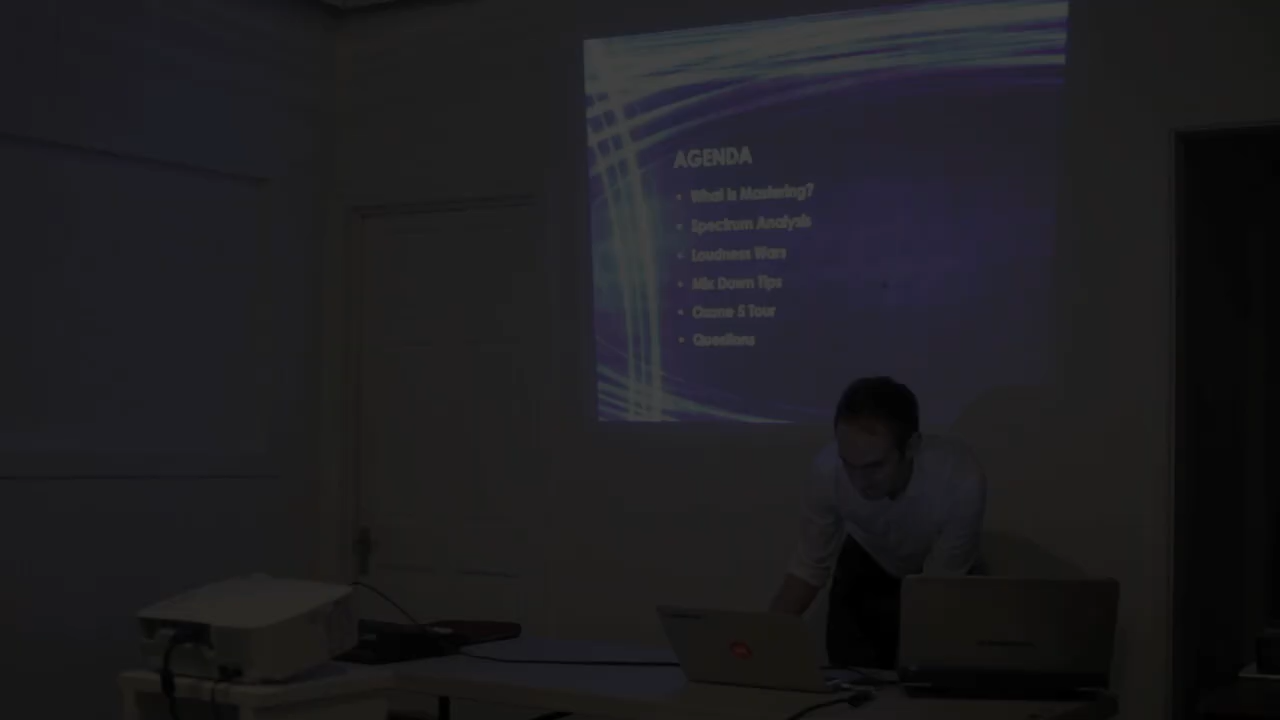 AGENDA
• What is Mastering?
• Spectrum Analysis
• Loudness Wars
• Mix Down Tips
• Ozone 5 Tour
• Questions